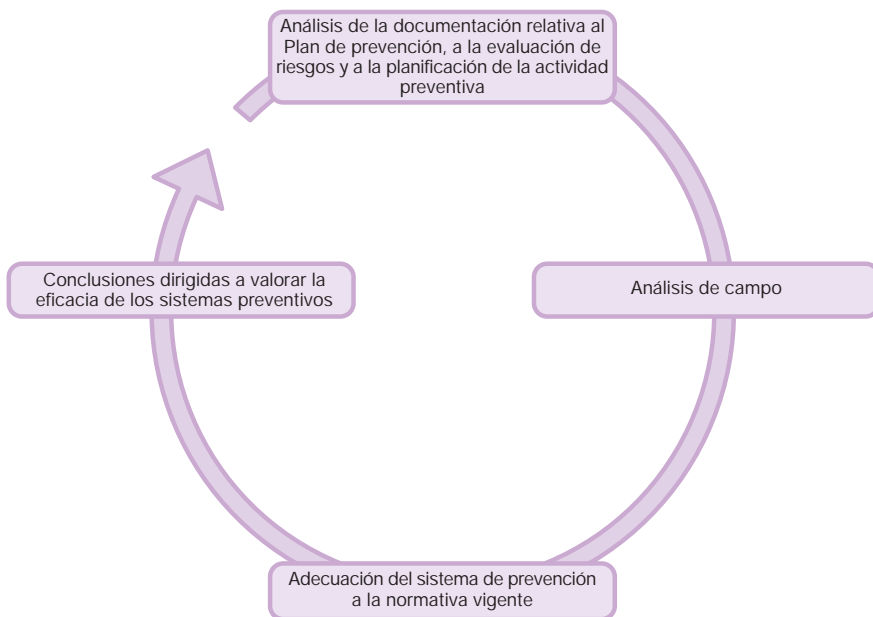 Análisis de la documentación relativa al
Plan de prevención, a la evaluación de
riesgos y a la planificación de la actividad
preventiva
Análisis de campo
Adecuación del sistema de prevención
a la normativa vigente
Conclusiones dirigidas a valorar la
eficacia de los sistemas preventivos